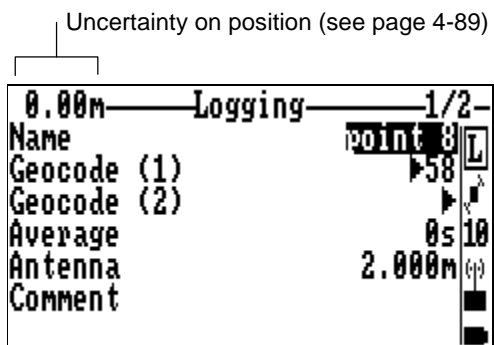 Uncertainty on position (see page 4-89)
0.00m Logging 1/2
Name point 8 L
Geocode (1) 58
Geocode (2)
Average 0s 10
Antenna 2.000m
Comment